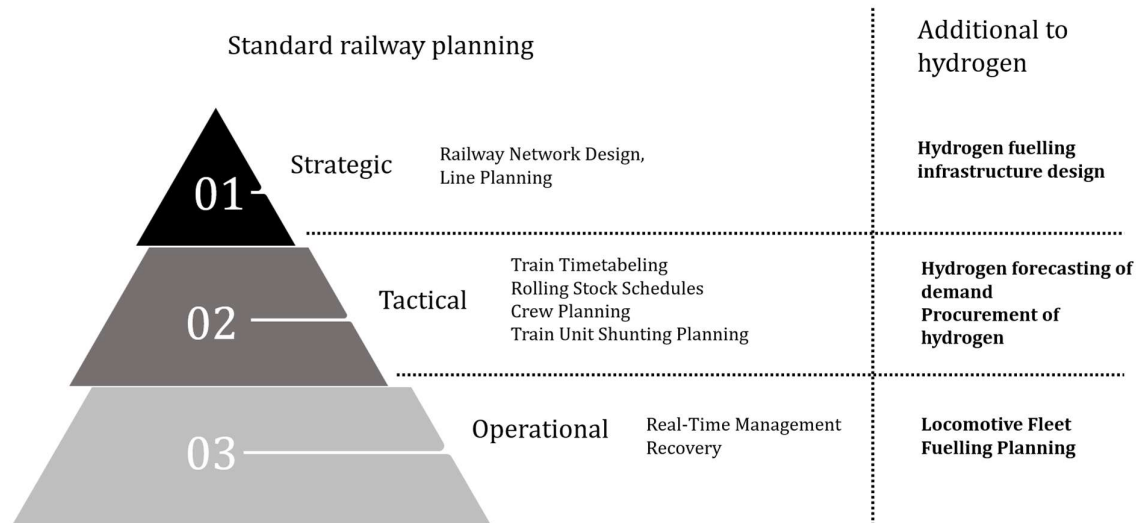 Standard railway planning
Additional to
hydrogen
01
Strategic
Railway Network Design,
Line Planning
Hydrogen fuelling
infrastructure design
02
Tactical
Train Timetabeling
Rolling Stock Schedules
Crew Planning
Train Unit Shunting Planning
Hydrogen forecasting of
demand
Procurement of
hydrogen
03
Operational
Real-Time Management
Recovery
Locomotive Fleet
Fuelling Planning